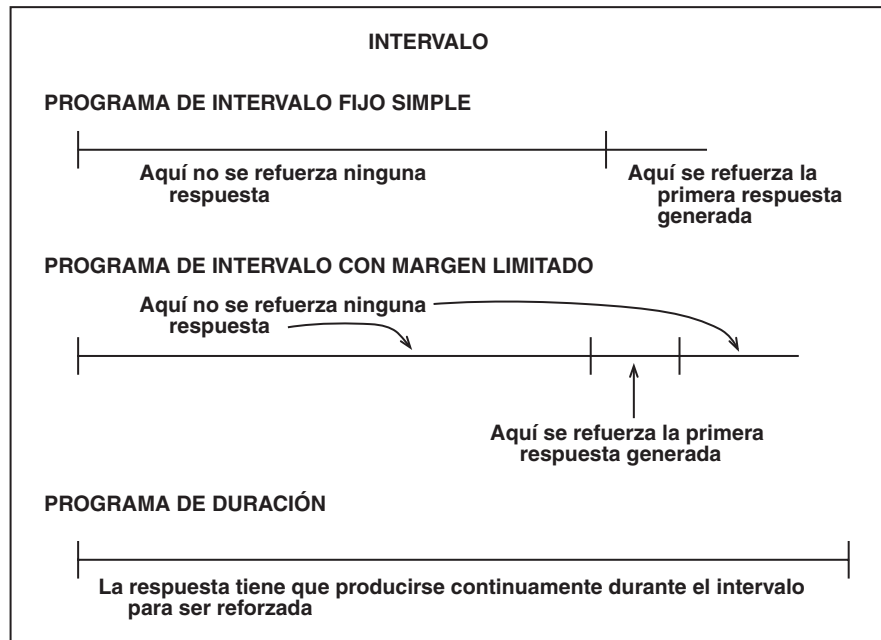 INTERVALO
PROGRAMA DE INTERVALO FIJO SIMPLE
Aquí no se refuerza ninguna
respuesta
Aquí se refuerza la
primera respuesta
generada
PROGRAMA DE INTERVALO CON MARGEN LIMITADO
Aquí no se refuerza ninguna
respuesta
Aquí se refuerza la primera
respuesta generada
PROGRAMA DE DURACIÓN
La respuesta tiene que producirse continuamente durante el intervalo
para ser reforzada